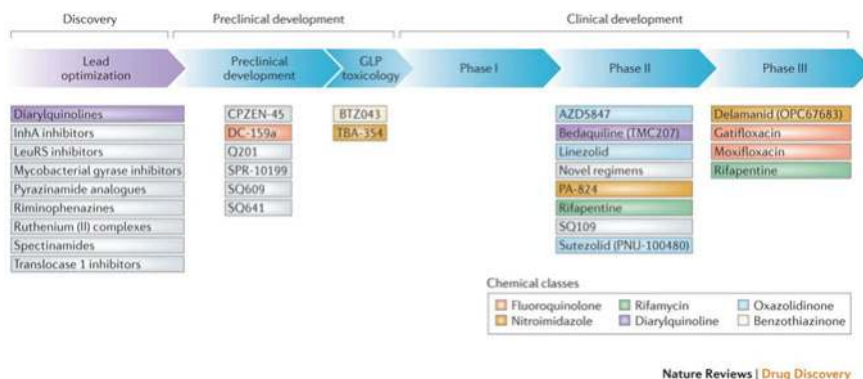 Discovery
Preclinical development
Clinical development
Lead optimization
Preclinical development
GLP toxicology
Phase I
Phase II
Phase III
Diarylquinolines
InhA inhibitors
LeuRS inhibitors
Mycobacterial gyrase inhibitors
Pyrazinamide analogues
Riminophenazines
Ruthenium (II) complexes
Spectinamides
Translocase 1 inhibitors
CPZEN-45
DC-159a
Q201
SPR-10199
SQ609
SQ641
BTZ043
TBA-354
AZD5847
Bedaquiline (TMC207)
Linezolid
Novel regimens
PA-824
Rifapentine
SQ109
Sutezolid (PNU-100480)
Delamanid (OPC67683)
Gatifloxacin
Moxifloxacin
Rifapentine
Chemical classes
Fluoroquinolone
Rifamycin
Oxazolidinone
Nitroimidazole
Diarylquinoline
Benzothiazinone
Nature Reviews | Drug Discovery